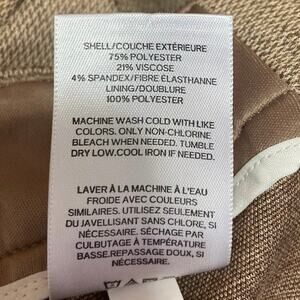 SHELL/COUCHE EXTÉRIEURE
75% POLYESTER
21% VISCOSE
4% SPANDEX/FIBRE ÉLASTHANNE
LINING/DOUBLURE
100% POLYESTER
MACHINE WASH COLD WITH LIKE
COLORS. ONLY NON-CHLORINE
BLEACH WHEN NEEDED. TUMBLE
DRY LOW.COOL IRON IF NEEDED.
LAVER À LA MACHINE À L'EAU
FROIDE AVEC COULEURS
SIMILAIRES. UTILISEZ SEULEMENT
DU JAVELLISANT SANS CHLORE, SI
NÉCESSAIRE. SÉCHAGE PAR
CULBUTAGE À TEMPÉRATURE
BASSE.REPASSAGE DOUX, SI
NÉCESSAIRE.